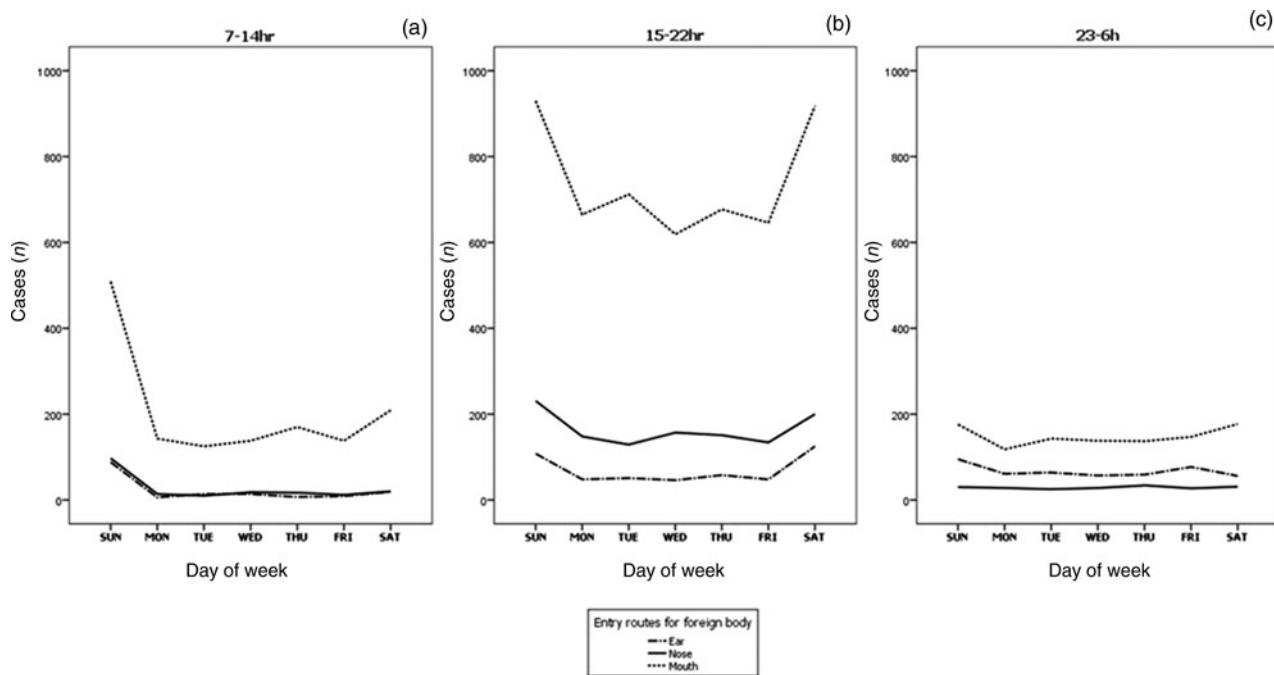 7-14hr
(a)
1000
800
600
400
200
0
Cases (n)
SUN MON TUE WED THU FRI SAT
Day of week
15-22hr
(b)
1000
800
600
400
200
0
Cases (n)
SUN MON TUE WED THU FRI SAT
Day of week
23-6h
(c)
1000
800
600
400
200
0
Cases (n)
SUN MON TUE WED THU FRI SAT
Day of week
Entry routes for foreign body
Ear
Nose
Mouth